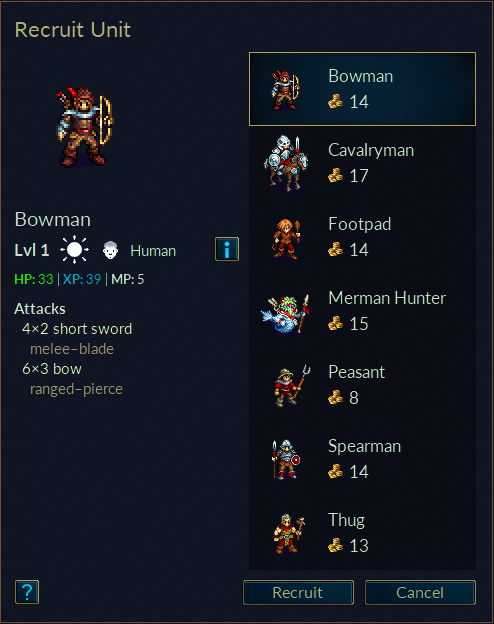 Recruit Unit
Bowman
Lvl 1 Human
HP: 33 | XP: 39 | MP: 5
Attacks
4×2 short sword
melee–blade
6×3 bow
ranged–pierce
Bowman
14
Cavalryman
17
Footpad
14
Merman Hunter
15
Peasant
8
Spearman
14
Thug
13
i
?
Recruit
Cancel